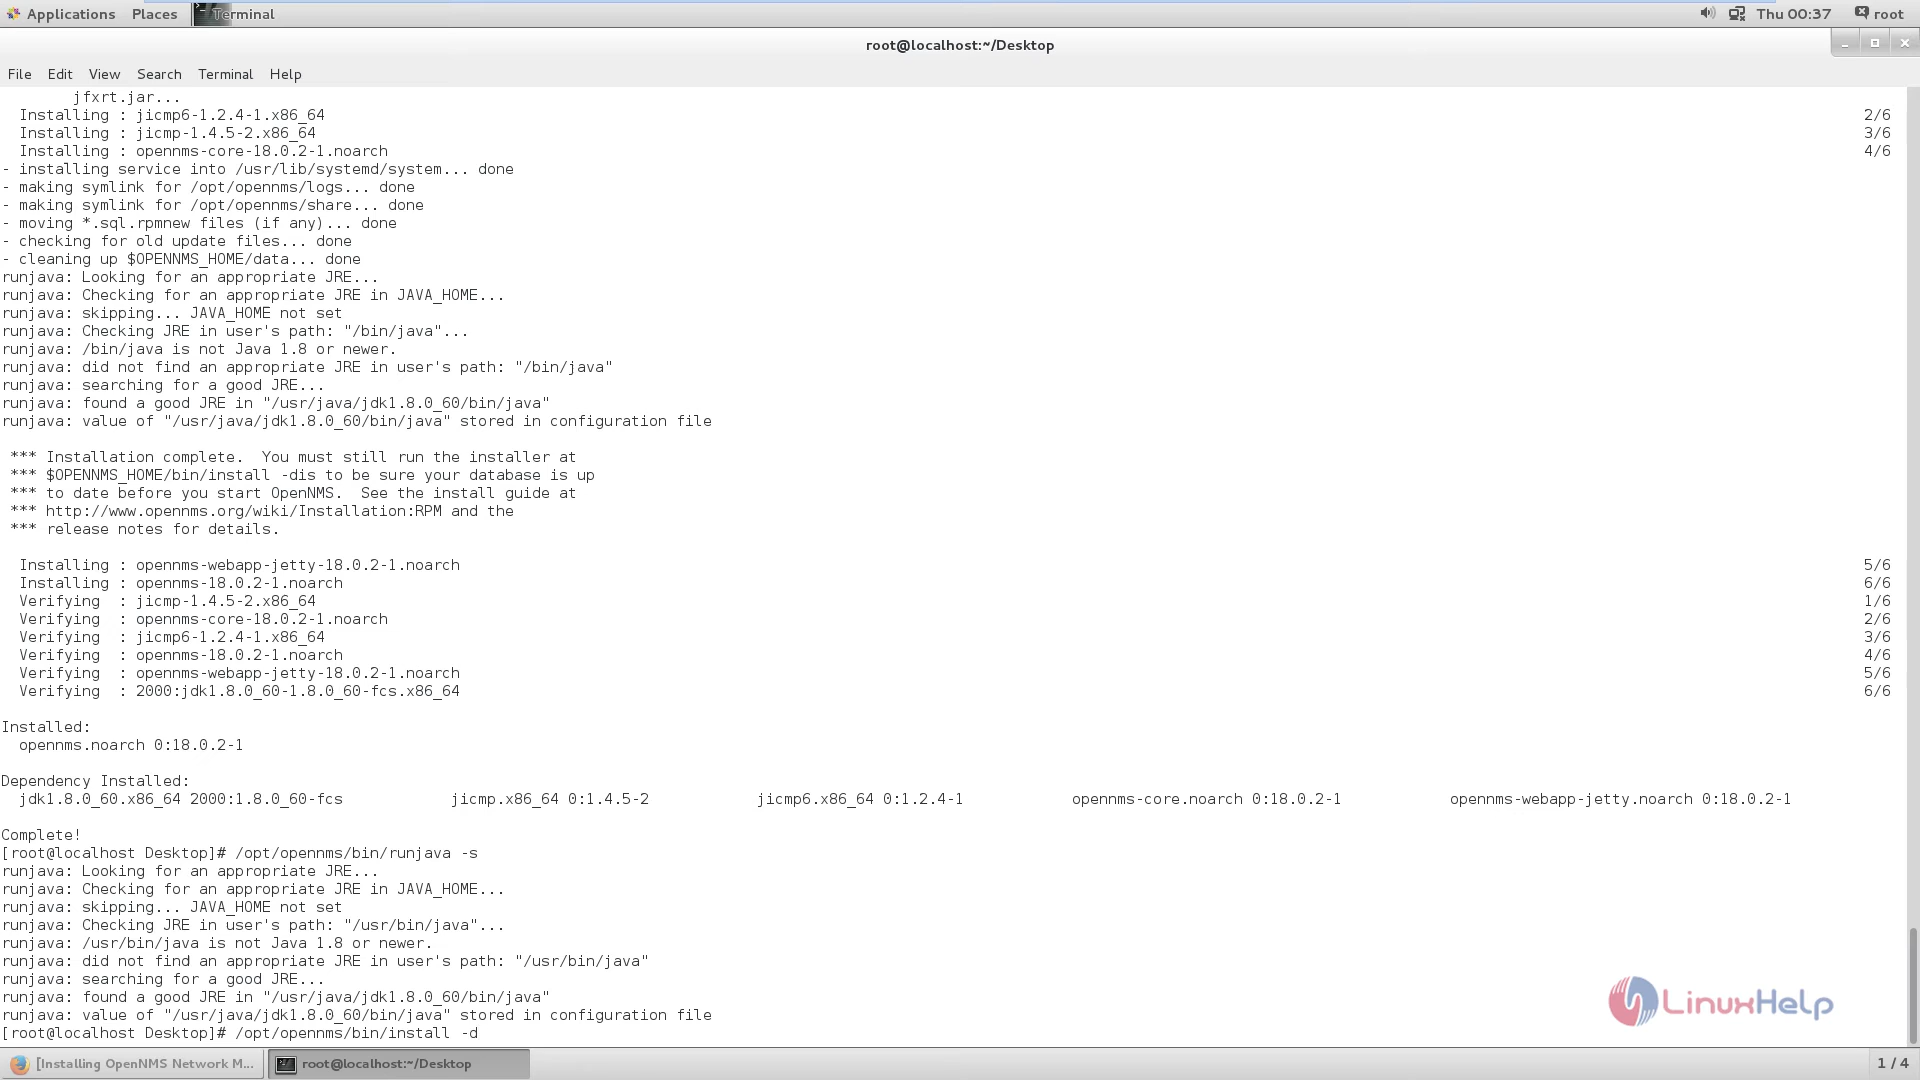 Applications Places Terminal Thu 00:37 root
root@localhost:~/Desktop
File Edit View Search Terminal Help
jfxrt.jar...
Installing : jicmp6-1.2.4-1.x86_64 2/6
Installing : jicmp-1.4.5-2.x86_64 3/6
Installing : opennms-core-18.0.2-1.noarch 4/6
- installing service into /usr/lib/systemd/system... done
- making symlink for /opt/opennms/logs... done
- making symlink for /opt/opennms/share... done
- moving *.sql.rpmnew files (if any)... done
- checking for old update files... done
- cleaning up $OPENNMS_HOME/data... done
runjava: Looking for an appropriate JRE...
runjava: Checking for an appropriate JRE in JAVA_HOME...
runjava: skipping... JAVA_HOME not set
runjava: Checking JRE in user's path: "/bin/java"...
runjava: /bin/java is not Java 1.8 or newer.
runjava: did not find an appropriate JRE in user's path: "/bin/java"
runjava: searching for a good JRE...
runjava: found a good JRE in "/usr/java/jdk1.8.0_60/bin/java"
runjava: value of "/usr/java/jdk1.8.0_60/bin/java" stored in configuration file
*** Installation complete.  You must still run the installer at
*** $OPENNMS_HOME/bin/install -dis to be sure your database is up
*** to date before you start OpenNMS.  See the install guide at
*** http://www.opennms.org/wiki/Installation:RPM and the
*** release notes for details.
Installing : opennms-webapp-jetty-18.0.2-1.noarch 5/6
Installing : opennms-18.0.2-1.noarch 6/6
Verifying  : jicmp-1.4.5-2.x86_64 1/6
Verifying  : opennms-core-18.0.2-1.noarch 2/6
Verifying  : jicmp6-1.2.4-1.x86_64 3/6
Verifying  : opennms-18.0.2-1.noarch 4/6
Verifying  : opennms-webapp-jetty-18.0.2-1.noarch 5/6
Verifying  : 2000:jdk1.8.0_60-1.8.0_60-fcs.x86_64 6/6
Installed:
opennms.noarch 0:18.0.2-1
Dependency Installed:
jdk1.8.0_60.x86_64 2000:1.8.0_60-fcs jicmp.x86_64 0:1.4.5-2 jicmp6.x86_64 0:1.2.4-1 opennms-core.noarch 0:18.0.2-1 opennms-webapp-jetty.noarch 0:18.0.2-1
Complete!
[root@localhost Desktop]# /opt/opennms/bin/runjava -s
runjava: Looking for an appropriate JRE...
runjava: Checking for an appropriate JRE in JAVA_HOME...
runjava: skipping... JAVA_HOME not set
runjava: Checking JRE in user's path: "/usr/bin/java"...
runjava: /usr/bin/java is not Java 1.8 or newer.
runjava: did not find an appropriate JRE in user's path: "/usr/bin/java"
runjava: searching for a good JRE...
runjava: found a good JRE in "/usr/java/jdk1.8.0_60/bin/java"
runjava: value of "/usr/java/jdk1.8.0_60/bin/java" stored in configuration file
[root@localhost Desktop]# /opt/opennms/bin/install -d
LinuxHelp
[Installing OpenNMS Network M... root@localhost:~/Desktop 1 / 4